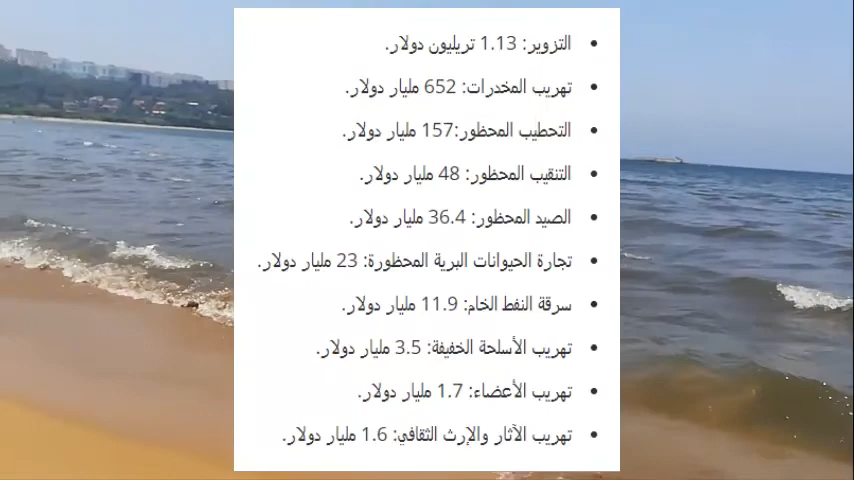 التزوير: 1.13 تريليون دولار.
تهريب المخدرات: 652 مليار دولار.
التحطيب المحظور:157 مليار دولار.
التنقيب المحظور: 48 مليار دولار.
الصيد المحظور: 36.4 مليار دولار.
تجارة الحيوانات البرية المحظورة: 23 مليار دولار.
سرقة النفط الخام: 11.9 مليار دولار.
تهريب الأسلحة الخفيفة: 3.5 مليار دولار.
تهريب الأعضاء: 1.7 مليار دولار.
تهريب الآثار والإرث الثقافي: 1.6 مليار دولار.